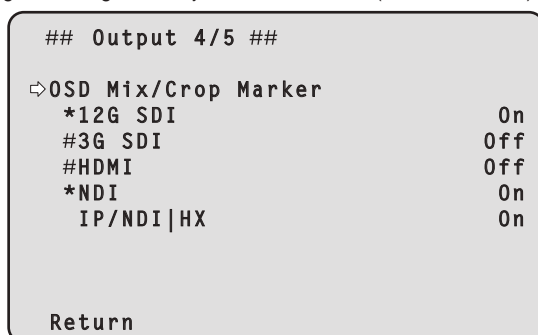 ## Output 4/5 ##
⇨OSD Mix/Crop Marker
*12G SDI On
#3G SDI Off
#HDMI Off
*NDI On
IP/NDI|HX On
Return